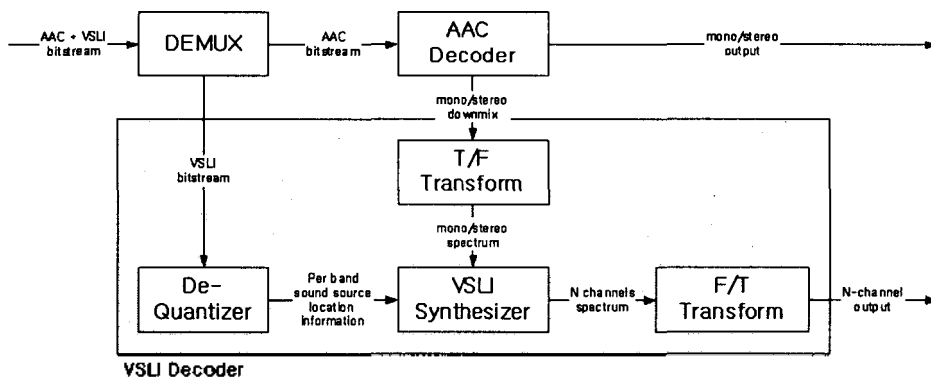 AAC + VSLI
bitstream
DEMUX
AAC
bitstream
AAC
Decoder
mono/stereo
output
mono/stereo
downmix
VSLI
bitstream
T/F
Transform
mono/stereo
spectrum
De-
Quantizer
Per band
sound source
location
information
VSLI
Synthesizer
N channels
spectrum
F/T
Transform
N-channel
output
VSLI Decoder